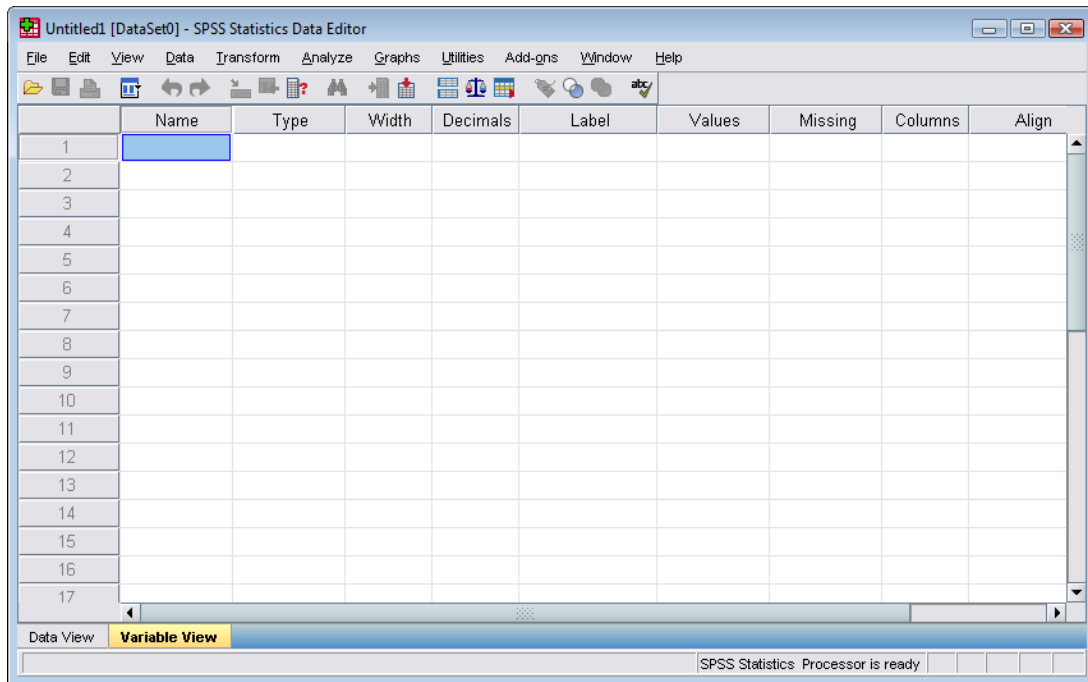 Untitled1 [DataSet0] - SPSS Statistics Data Editor
File Edit View Data Transform Analyze Graphs Utilities Add-ons Window Help
abc
Name Type Width Decimals Label Values Missing Columns Align
1
2
3
4
5
6
7
8
9
10
11
12
13
14
15
16
17
Data View Variable View
SPSS Statistics Processor is ready